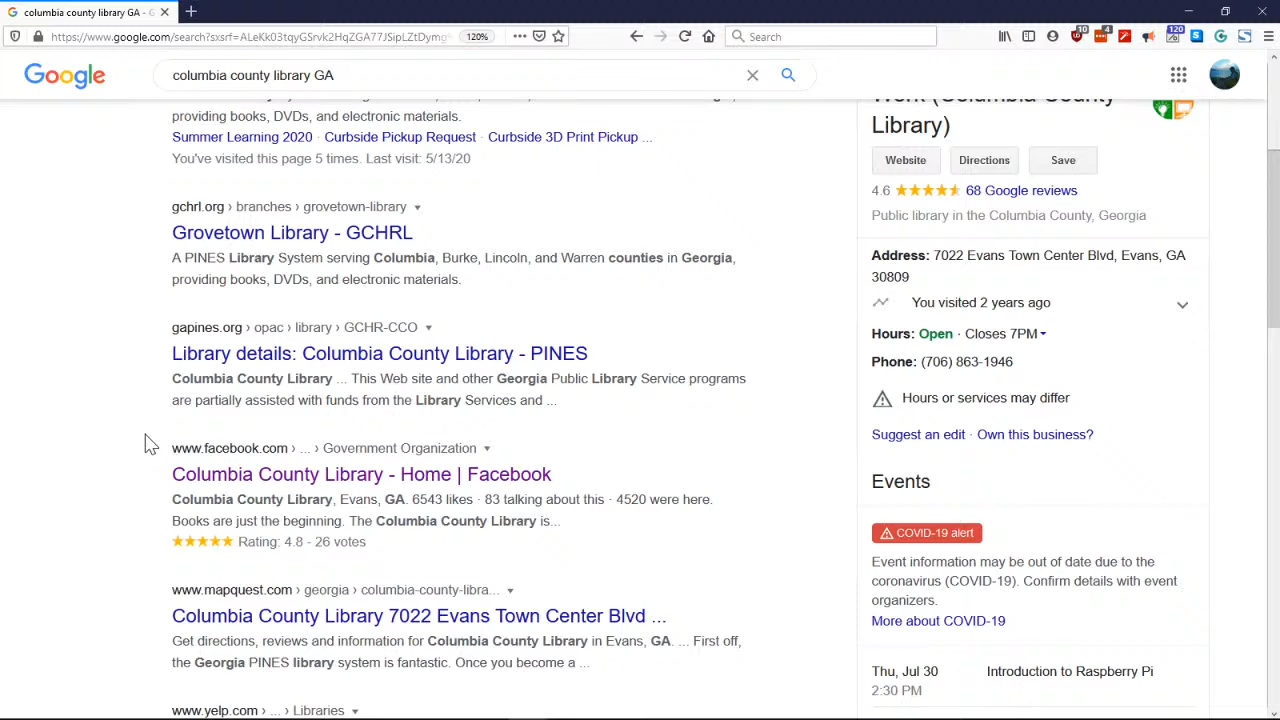 columbia county library GA - G
https://www.google.com/search?sxsrf=ALeKk03tqyGSrvk2HqZGA77JSipLZtDymg
120%
Search
10
4
120
Google
columbia county library GA
providing books, DVDs, and electronic materials.
Summer Learning 2020 · Curbside Pickup Request · Curbside 3D Print Pickup ...
You've visited this page 5 times. Last visit: 5/13/20
gchrl.org › branches › grovetown-library
Grovetown Library - GCHRL
A PINES Library System serving Columbia, Burke, Lincoln, and Warren counties in Georgia,
providing books, DVDs, and electronic materials.
gapines.org › opac › library › GCHR-CCO
Library details: Columbia County Library - PINES
Columbia County Library ... This Web site and other Georgia Public Library Service programs
are partially assisted with funds from the Library Services and ...
www.facebook.com › ... › Government Organization
Columbia County Library - Home | Facebook
Columbia County Library, Evans, GA. 6543 likes · 83 talking about this · 4520 were here.
Books are just the beginning. The Columbia County Library is...
Rating: 4.8 - 26 votes
www.mapquest.com › georgia › columbia-county-libra...
Columbia County Library 7022 Evans Town Center Blvd ...
Get directions, reviews and information for Columbia County Library in Evans, GA. ... First off,
the Georgia PINES library system is fantastic. Once you become a ...
www.yelp.com › ... › Libraries
Work (Columbia County
Library)
Website
Directions
Save
4.6
68 Google reviews
Public library in the Columbia County, Georgia
Address: 7022 Evans Town Center Blvd, Evans, GA
30809
You visited 2 years ago
Hours: Open · Closes 7PM
Phone: (706) 863-1946
Hours or services may differ
Suggest an edit · Own this business?
Events
COVID-19 alert
Event information may be out of date due to the
coronavirus (COVID-19). Confirm details with event
organizers.
More about COVID-19
Thu, Jul 30
Introduction to Raspberry Pi
2:30 PM